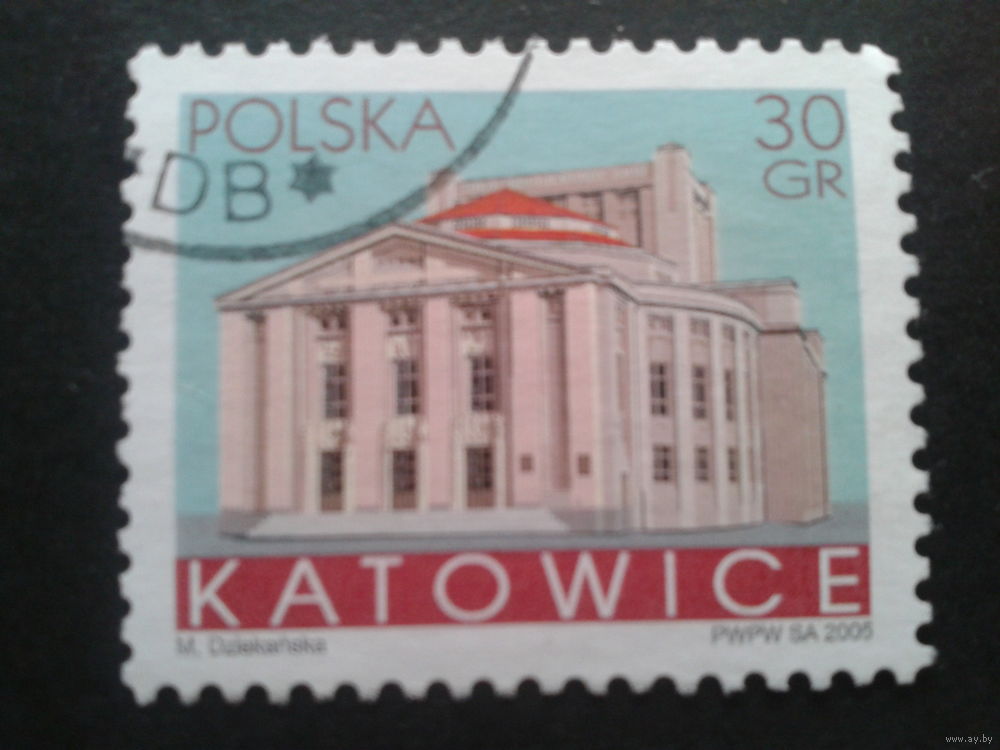 POLSKA
30
GR
DB*
KATOWICE
M. Dziekańska
PWPW SA 2005
www.ay.by